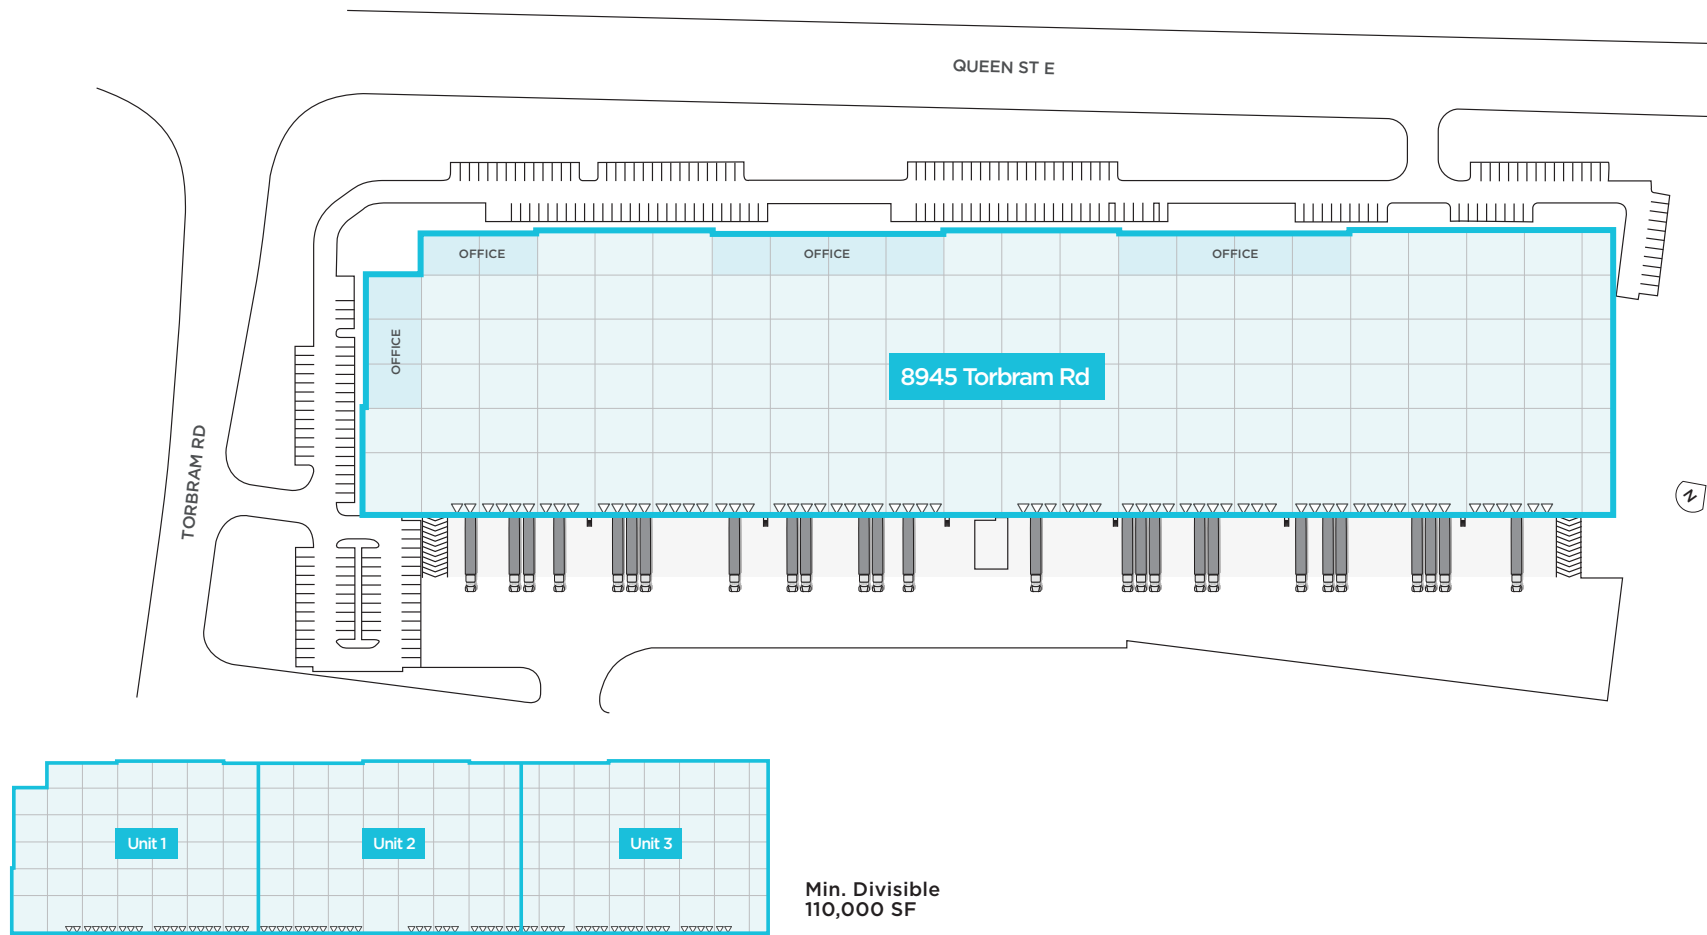 QUEEN ST E
OFFICE
OFFICE
OFFICE
OFFICE
8945 Torbram Rd
TORBRAM RD
N
Unit 1
Unit 2
Unit 3
Min. Divisible
110,000 SF